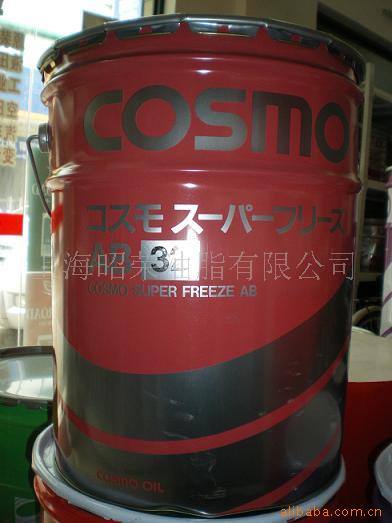 COSMO
コスモ スーパーフリーズ
AB 32
COSMO SUPER FREEZE AB
海昭来油脂有限公司
COSMO OIL
alibaba.com.cn